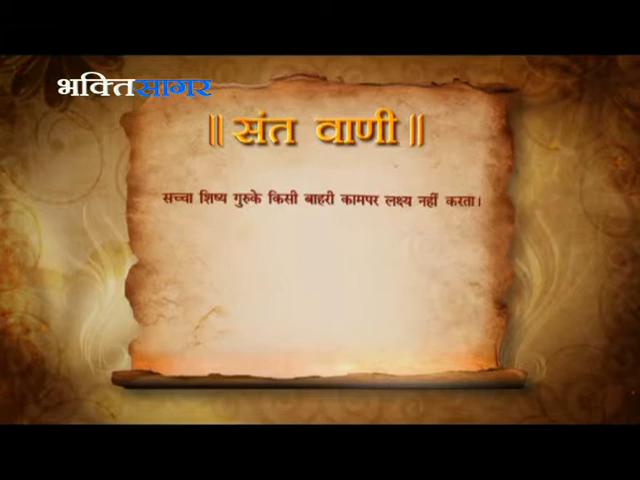 भक्तिसागर
॥ संत वाणी ॥
सच्चा शिष्य गुरुके किसी बाहरी कामपर लक्ष्य नहीं करता।